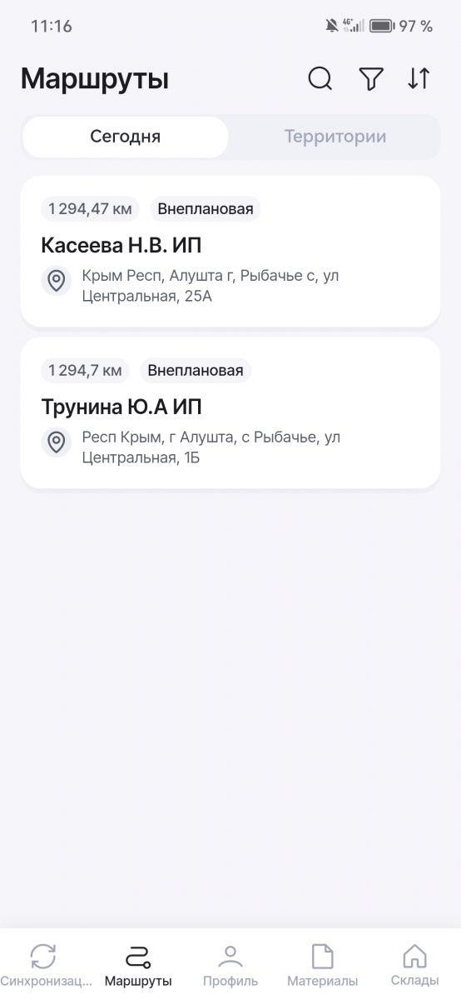 11:16
4G+
97 %
Маршруты
Сегодня
Территории
1 294,47 км
Внеплановая
Касеева Н.В. ИП
Крым Респ, Алушта г, Рыбачье с, ул
Центральная, 25А
1 294,7 км
Внеплановая
Трунина Ю.А ИП
Респ Крым, г Алушта, с Рыбачье, ул
Центральная, 1Б
Синхронизац...
Маршруты
Профиль
Материалы
Склады